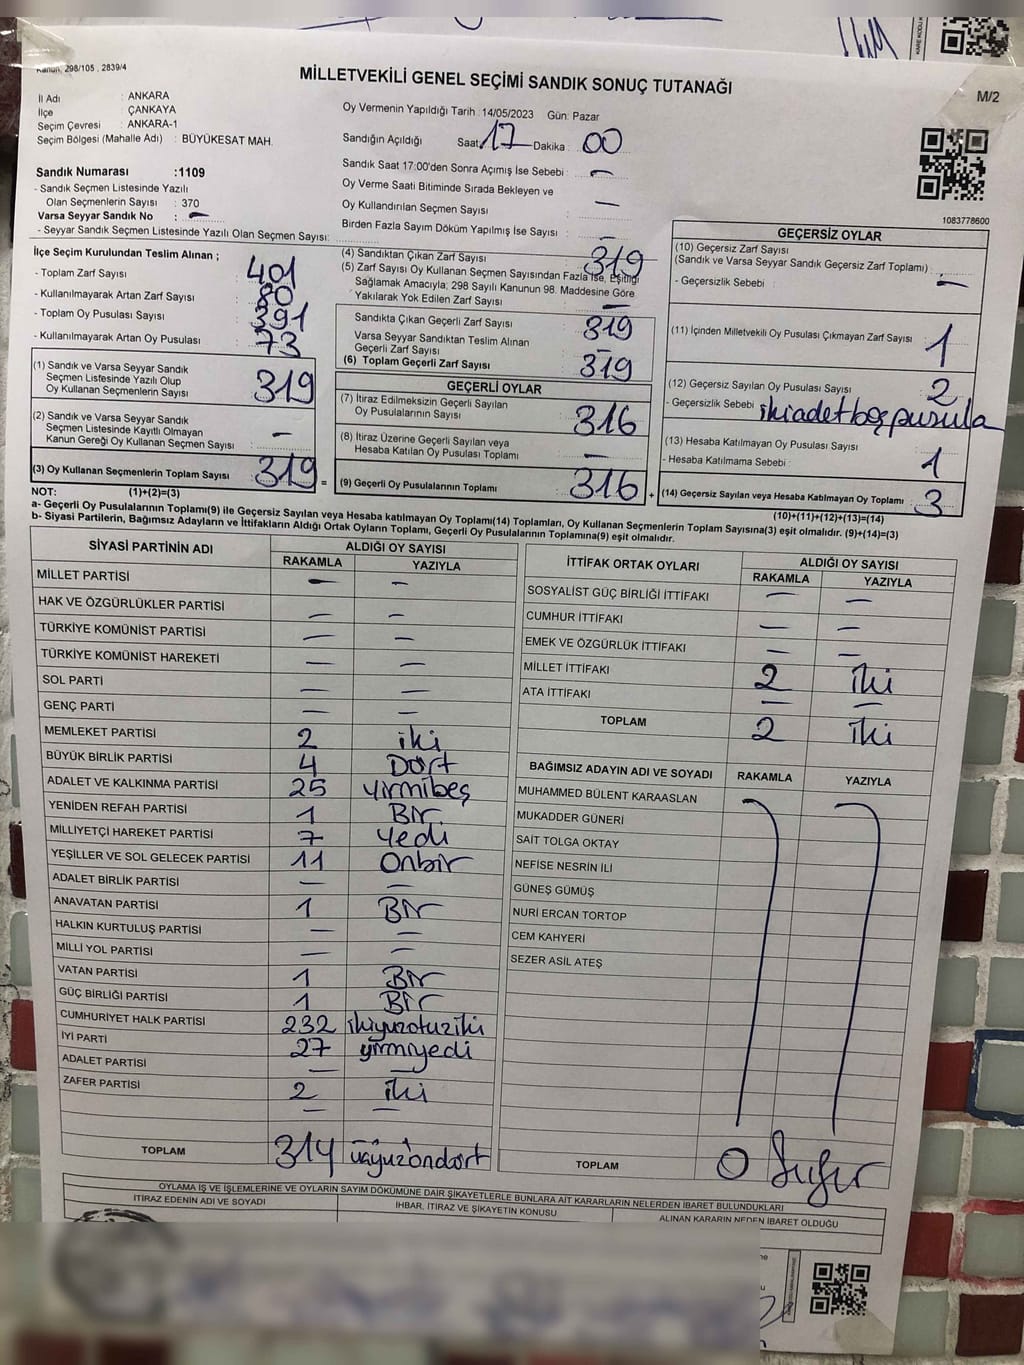 Kanun: 298/105 , 2839/4
MİLLETVEKİLİ GENEL SEÇİMİ SANDIK SONUÇ TUTANAĞI
M/2
İl Adı : ANKARA
İlçe : ÇANKAYA
Seçim Çevresi : ANKARA-1
Seçim Bölgesi (Mahalle Adı) : BÜYÜKESAT MAH.
Oy Vermenin Yapıldığı Tarih : 14/05/2023 Gün: Pazar
Sandığın Açıldığı Saat 17 Dakika : 00
Sandık Saat 17:00'den Sonra Açımış İse Sebebi : —
Oy Verme Saati Bitiminde Sırada Bekleyen ve
Oy Kullandırılan Seçmen Sayısı : —
Birden Fazla Sayım Döküm Yapılmış İse Sayısı : —
Sandık Numarası :1109
- Sandık Seçmen Listesinde Yazılı
Olan Seçmenlerin Sayısı : 370
Varsa Seyyar Sandık No : —
- Seyyar Sandık Seçmen Listesinde Yazılı Olan Seçmen Sayısı:
1083778600
İlçe Seçim Kurulundan Teslim Alınan ;
- Toplam Zarf Sayısı : 401
- Kullanılmayarak Artan Zarf Sayısı : 80
- Toplam Oy Pusulası Sayısı : 391
- Kullanılmayarak Artan Oy Pusulası : 73
(1) Sandık ve Varsa Seyyar Sandık
Seçmen Listesinde Yazılı Olup
Oy Kullanan Seçmenlerin Sayısı : 319
(2) Sandık ve Varsa Seyyar Sandık
Seçmen Listesinde Kayıtlı Olmayan
Kanun Gereği Oy Kullanan Seçmen Sayısı : —
(3) Oy Kullanan Seçmenlerin Toplam Sayısı : 319 =
(4) Sandıktan Çıkan Zarf Sayısı : 319
(5) Zarf Sayısı Oy Kullanan Seçmen Sayısından Fazla İse, Eşitliği
Sağlamak Amacıyla; 298 Sayılı Kanunun 98. Maddesine Göre
Yakılarak Yok Edilen Zarf Sayısı : —
Sandıkta Çıkan Geçerli Zarf Sayısı : 319
Varsa Seyyar Sandıktan Teslim Alınan
Geçerli Zarf Sayısı : —
(6) Toplam Geçerli Zarf Sayısı : 319
GEÇERLİ OYLAR
(7) İtiraz Edilmeksizin Geçerli Sayılan
Oy Pusulalarının Sayısı : 316
(8) İtiraz Üzerine Geçerli Sayılan veya
Hesaba Katılan Oy Pusulası Toplamı : —
(9) Geçerli Oy Pusulalarının Toplamı : 316 +
GEÇERSİZ OYLAR
(10) Geçersiz Zarf Sayısı
(Sandık ve Varsa Seyyar Sandık Geçersiz Zarf Toplamı) :
- Geçersizlik Sebebi : —
(11) İçinden Milletvekili Oy Pusulası Çıkmayan Zarf Sayısı : 1
(12) Geçersiz Sayılan Oy Pusulası Sayısı : 2
- Geçersizlik Sebebi : iki adet boş pusula
(13) Hesaba Katılmayan Oy Pusulası Sayısı : 1
- Hesaba Katılmama Sebebi :
(14) Geçersiz Sayılan veya Hesaba Katılmayan Oy Toplamı : 3
NOT: (1)+(2)=(3)
(10)+(11)+(12)+(13)=(14)
a- Geçerli Oy Pusulalarının Toplamı(9) ile Geçersiz Sayılan veya Hesaba katılmayan Oy Toplamı(14) Toplamları, Oy Kullanan Seçmenlerin Toplam Sayısına(3) eşit olmalıdır. (9)+(14)=(3)
b- Siyasi Partilerin, Bağımsız Adayların ve İttifakların Aldığı Ortak Oyların Toplamı, Geçerli Oy Pusulalarının Toplamına(9) eşit olmalıdır.
SİYASİ PARTİNİN ADI ALDIĞI OY SAYISI
RAKAMLA YAZIYLA
MİLLET PARTİSİ — —
HAK VE ÖZGÜRLÜKLER PARTİSİ
TÜRKİYE KOMÜNİST PARTİSİ — —
TÜRKİYE KOMÜNİST HAREKETİ — —
SOL PARTİ — —
GENÇ PARTİ — —
MEMLEKET PARTİSİ 2 iki
BÜYÜK BİRLİK PARTİSİ 4 Dört
ADALET VE KALKINMA PARTİSİ 25 yirmibeş
YENİDEN REFAH PARTİSİ 1 Bir
MİLLİYETÇİ HAREKET PARTİSİ 7 yedi
YEŞİLLER VE SOL GELECEK PARTİSİ 11 Onbir
ADALET BİRLİK PARTİSİ — —
ANAVATAN PARTİSİ 1 Bir
HALKIN KURTULUŞ PARTİSİ — —
MİLLİ YOL PARTİSİ — —
VATAN PARTİSİ 1 Bir
GÜÇ BİRLİĞİ PARTİSİ 1 Bir
CUMHURİYET HALK PARTİSİ 232 ikiyüzotuziki
İYİ PARTİ 27 yirmiyedi
ADALET PARTİSİ — —
ZAFER PARTİSİ 2 iki
TOPLAM 314 üçyüzondört
İTTİFAK ORTAK OYLARI ALDIĞI OY SAYISI
RAKAMLA YAZIYLA
SOSYALİST GÜÇ BİRLİĞİ İTTİFAKI — —
CUMHUR İTTİFAKI — —
EMEK VE ÖZGÜRLÜK İTTİFAKI — —
MİLLET İTTİFAKI 2 iki
ATA İTTİFAKI — —
TOPLAM 2 iki
BAĞIMSIZ ADAYIN ADI VE SOYADI RAKAMLA YAZIYLA
MUHAMMED BÜLENT KARAASLAN
MUKADDER GÜNERİ
SAİT TOLGA OKTAY
NEFİSE NESRİN İLİ
GÜNEŞ GÜMÜŞ
NURİ ERCAN TORTOP
CEM KAHYERİ
SEZER ASİL ATEŞ
TOPLAM 0 Sıfır
OYLAMA İŞ VE İŞLEMLERİNE VE OYLARIN SAYIM DÖKÜMÜNE DAİR ŞİKAYETLERLE BUNLARA AİT KARARLARIN NELERDEN İBARET BULUNDUKLARI
İTİRAZ EDENİN ADI VE SOYADI İHBAR, İTİRAZ VE ŞİKAYETİN KONUSU ALINAN KARARIN NEDEN İBARET OLDUĞU